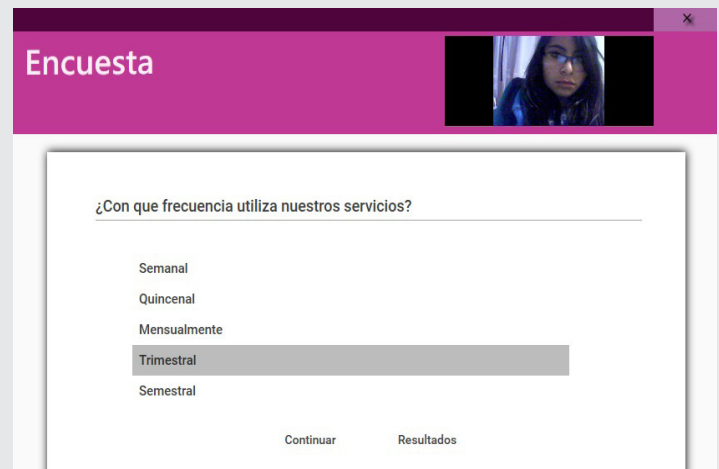 Encuesta
¿Con que frecuencia utiliza nuestros servicios?
Semanal
Quincenal
Mensualmente
Trimestral
Semestral
Continuar Resultados